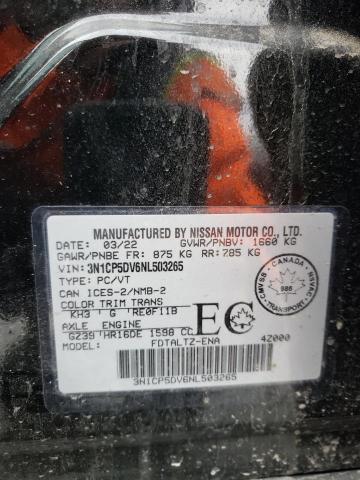 MANUFACTURED BY NISSAN MOTOR CO., LTD.
DATE: 03/22 GVWR/PNBV: 1660 KG
GAWR/PNBE FR: 875 KG RR: 785 KG
VIN: 3N1CP5DV6NL503265
TYPE: PC/VT
CAN ICES-2/NMB-2
COLOR TRIM TRANS
KH3 ' G 'RE0F11B
AXLE ENGINE
GZ39 'HR16DE 1598 CC
MODEL: FDTALTZ-ENA 4Z000
EC
3N1CP5DV6NL503265
CANADA
CMVSS NSVAC
986
TRANSPORT